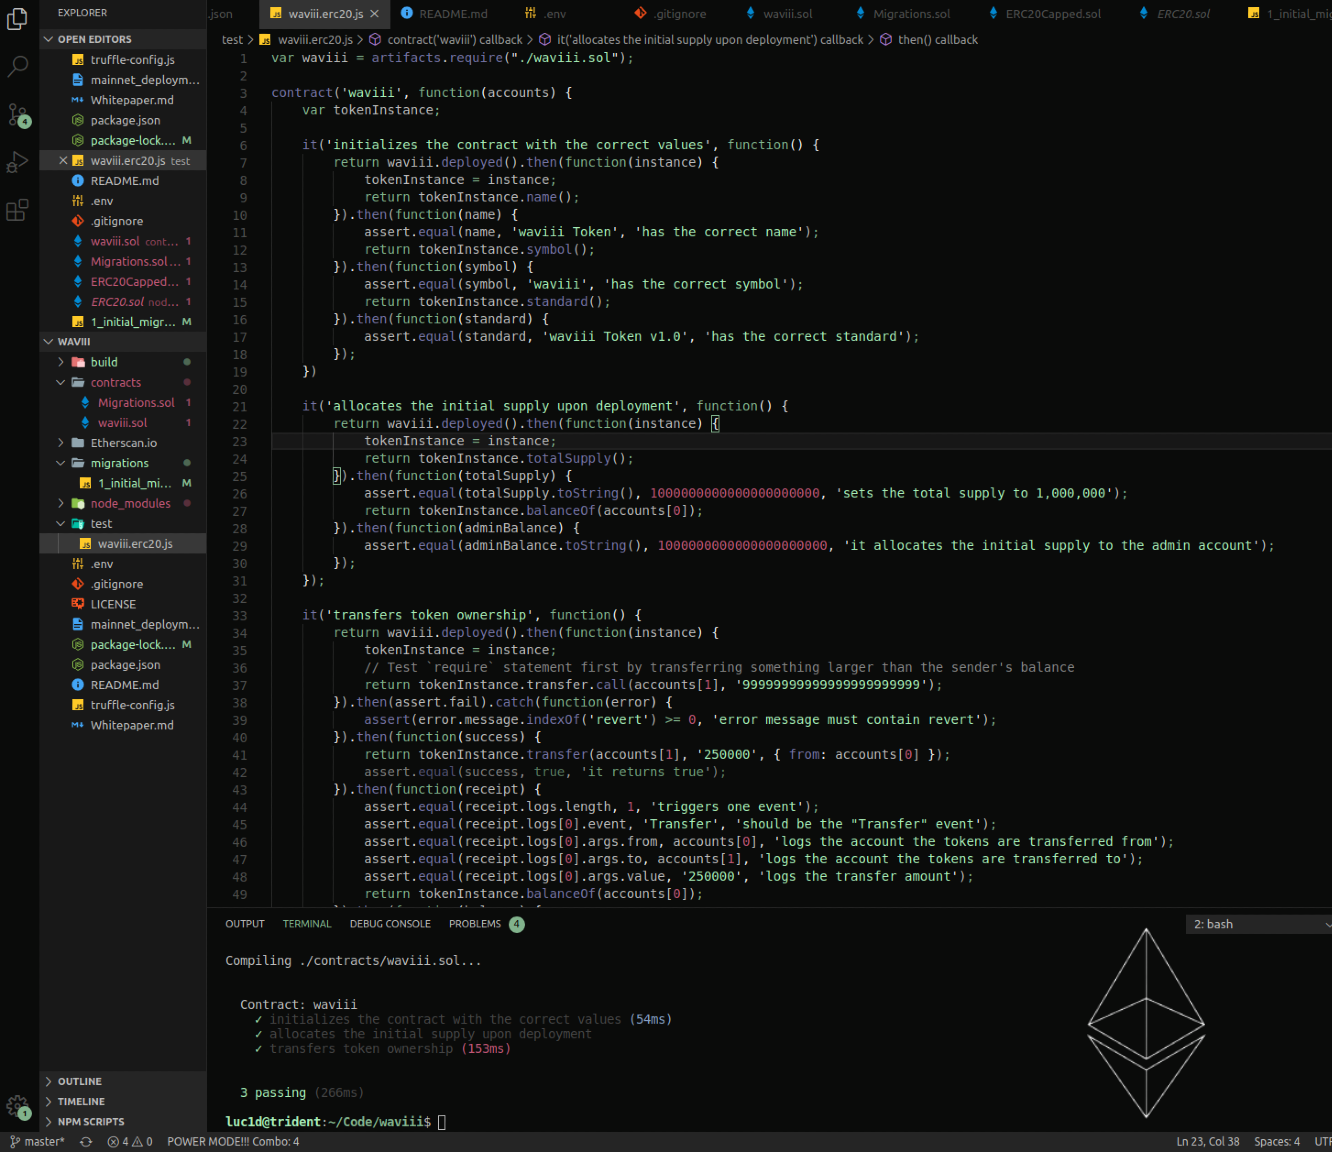 EXPLORER
.json
waviii.erc20.js
README.md
.env
.gitignore
waviii.sol
Migrations.sol
ERC20Capped.sol
ERC20.sol
1_initial_mig
OPEN EDITORS
truffle-config.js
mainnet_deploym...
Whitepaper.md
package.json
package-lock.... M
waviii.erc20.js test
README.md
.env
.gitignore
waviii.sol cont... 1
Migrations.sol ... 1
ERC20Capped... 1
ERC20.sol nod... 1
1_initial_migr... M
WAVIII
build
contracts
Migrations.sol 1
waviii.sol 1
Etherscan.io
migrations
1_initial_mi... M
node_modules
test
waviii.erc20.js
.env
.gitignore
LICENSE
mainnet_deploym...
package-lock.... M
package.json
README.md
truffle-config.js
Whitepaper.md
OUTLINE
TIMELINE
NPM SCRIPTS
4
1
test > waviii.erc20.js > contract('waviii') callback > it('allocates the initial supply upon deployment') callback > then() callback
1 var waviii = artifacts.require("./waviii.sol");
2
3 contract('waviii', function(accounts) {
4 var tokenInstance;
5
6 it('initializes the contract with the correct values', function() {
7 return waviii.deployed().then(function(instance) {
8 tokenInstance = instance;
9 return tokenInstance.name();
10 }).then(function(name) {
11 assert.equal(name, 'waviii Token', 'has the correct name');
12 return tokenInstance.symbol();
13 }).then(function(symbol) {
14 assert.equal(symbol, 'waviii', 'has the correct symbol');
15 return tokenInstance.standard();
16 }).then(function(standard) {
17 assert.equal(standard, 'waviii Token v1.0', 'has the correct standard');
18 });
19 })
20
21 it('allocates the initial supply upon deployment', function() {
22 return waviii.deployed().then(function(instance) {
23 tokenInstance = instance;
24 return tokenInstance.totalSupply();
25 }).then(function(totalSupply) {
26 assert.equal(totalSupply.toString(), 1000000000000000000000, 'sets the total supply to 1,000,000');
27 return tokenInstance.balanceOf(accounts[0]);
28 }).then(function(adminBalance) {
29 assert.equal(adminBalance.toString(), 1000000000000000000000, 'it allocates the initial supply to the admin account');
30 });
31 });
32
33 it('transfers token ownership', function() {
34 return waviii.deployed().then(function(instance) {
35 tokenInstance = instance;
36 // Test `require` statement first by transferring something larger than the sender's balance
37 return tokenInstance.transfer.call(accounts[1], '99999999999999999999999');
38 }).then(assert.fail).catch(function(error) {
39 assert(error.message.indexOf('revert') >= 0, 'error message must contain revert');
40 }).then(function(success) {
41 return tokenInstance.transfer(accounts[1], '250000', { from: accounts[0] });
42 assert.equal(success, true, 'it returns true');
43 }).then(function(receipt) {
44 assert.equal(receipt.logs.length, 1, 'triggers one event');
45 assert.equal(receipt.logs[0].event, 'Transfer', 'should be the "Transfer" event');
46 assert.equal(receipt.logs[0].args.from, accounts[0], 'logs the account the tokens are transferred from');
47 assert.equal(receipt.logs[0].args.to, accounts[1], 'logs the account the tokens are transferred to');
48 assert.equal(receipt.logs[0].args.value, '250000', 'logs the transfer amount');
49 return tokenInstance.balanceOf(accounts[0]);
OUTPUT TERMINAL DEBUG CONSOLE PROBLEMS 4
2: bash
Compiling ./contracts/waviii.sol...
Contract: waviii
✓ initializes the contract with the correct values (54ms)
✓ allocates the initial supply upon deployment
✓ transfers token ownership (153ms)
3 passing (266ms)
luc1d@trident:~/Code/waviii$
master* 4 0 POWER MODE!!! Combo: 4
Ln 23, Col 38 Spaces: 4 UTF